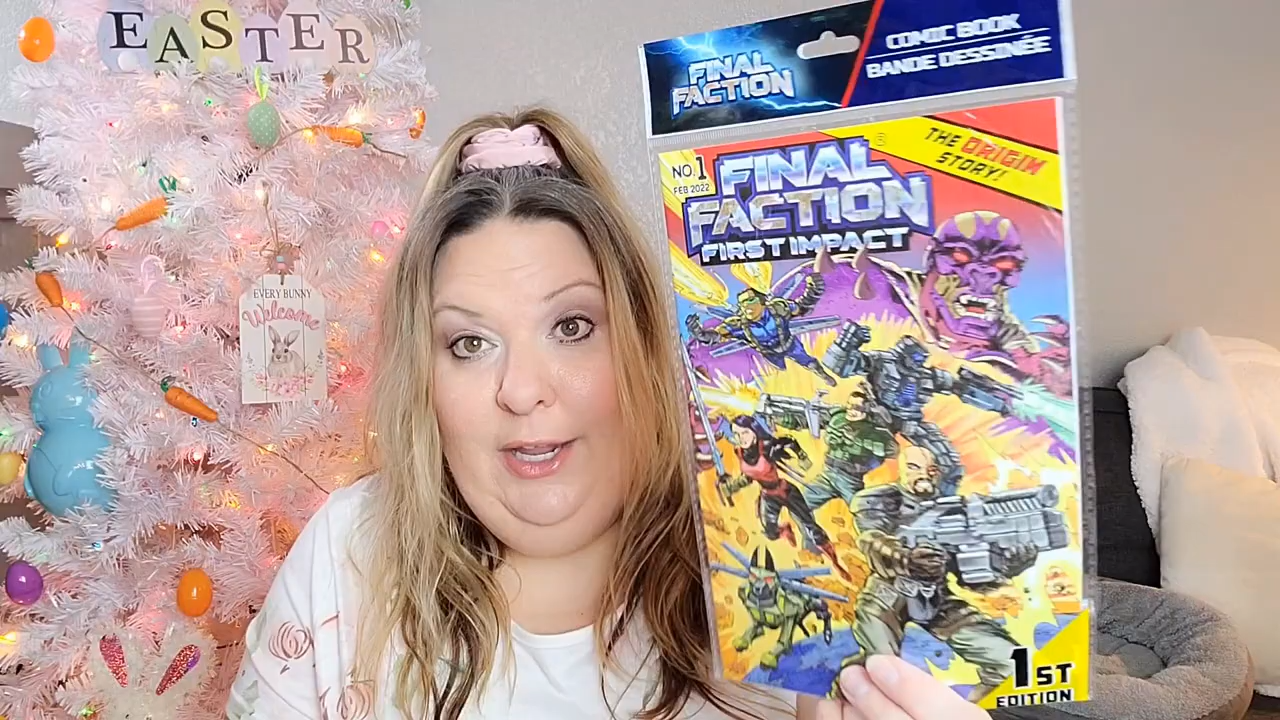 EASTER
EVERY BUNNY
Welcome
FINAL
FACTION
COMIC BOOK
BANDE DESSINÉE
THE ORIGIN
STORY!
NO.1
FEB 2022
FINAL
FACTION
FIRST IMPACT
1ST
EDITION